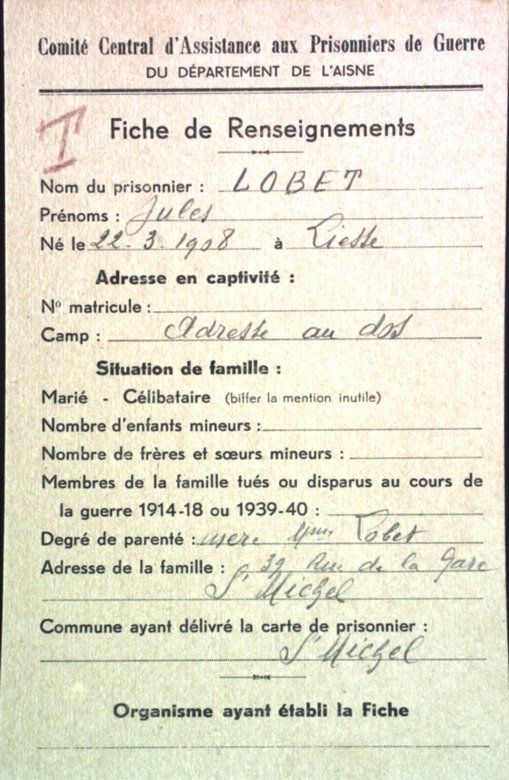 Comité Central d'Assistance aux Prisonniers de Guerre
DU DÉPARTEMENT DE L'AISNE
I
Fiche de Renseignements
Nom du prisonnier : LOBET
Prénoms : Jules
Né le 22-3-1908 à Liesse
Adresse en captivité :
No matricule :
Camp : Adresse au dos
Situation de famille :
Marié - Célibataire (biffer la mention inutile)
Nombre d'enfants mineurs :
Nombre de frères et sœurs mineurs :
Membres de la famille tués ou disparus au cours de
la guerre 1914-18 ou 1939-40 :
Degré de parenté : mere Mme Lobet
Adresse de la famille : 39 Rue de la Gare
St Michel
Commune ayant délivré la carte de prisonnier :
St Michel
Organisme ayant établi la Fiche